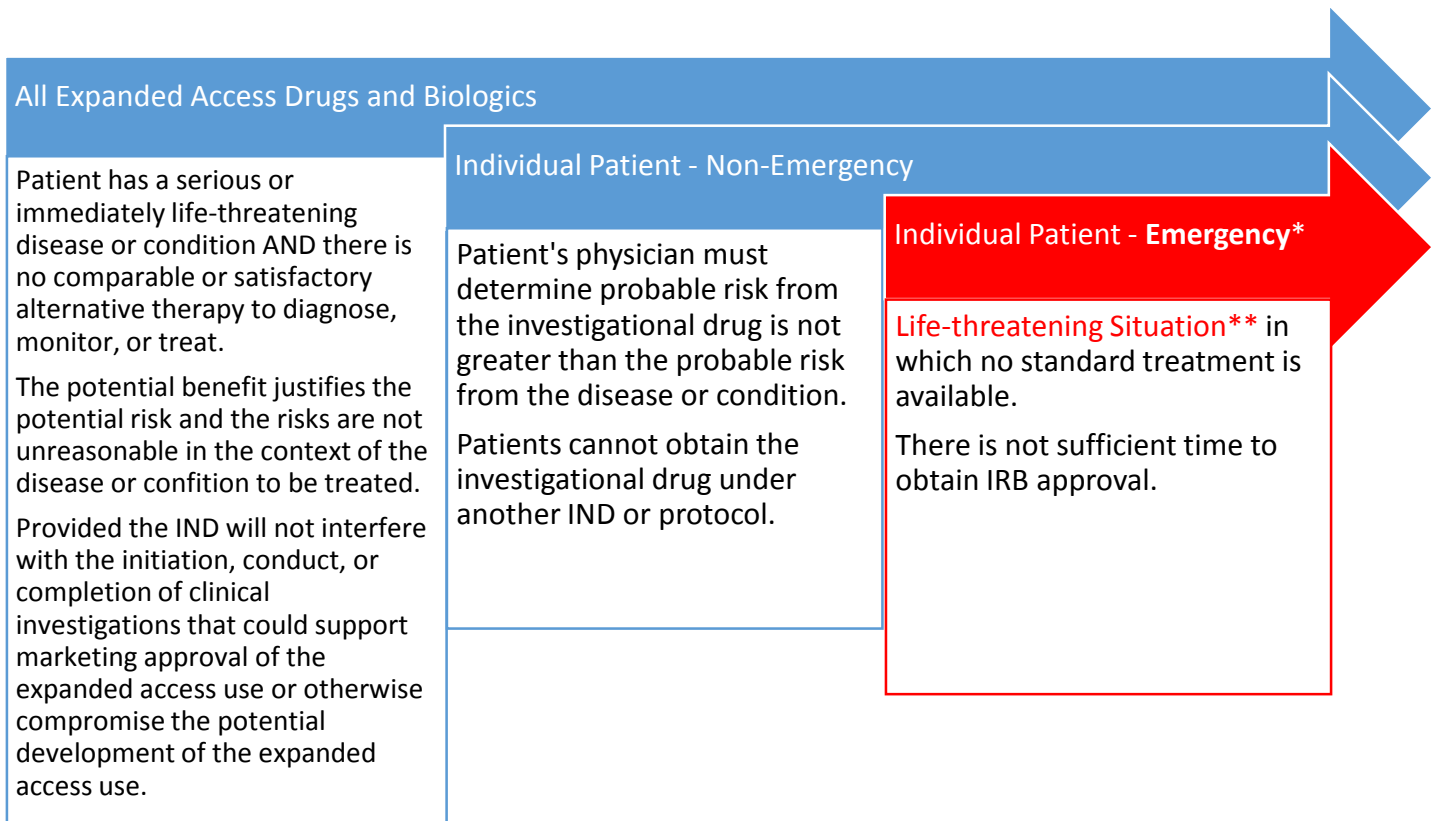 All Expanded Access Drugs and Biologics
Patient has a serious or
immediately life-threatening
disease or condition AND there is
no comparable or satisfactory
alternative therapy to diagnose,
monitor, or treat.
The potential benefit justifies the
potential risk and the risks are not
unreasonable in the context of the
disease or confition to be treated.
Provided the IND will not interfere
with the initiation, conduct, or
completion of clinical
investigations that could support
marketing approval of the
expanded access use or otherwise
compromise the potential
development of the expanded
access use.
Individual Patient - Non-Emergency
Patient's physician must
determine probable risk from
the investigational drug is not
greater than the probable risk
from the disease or condition.
Patients cannot obtain the
investigational drug under
another IND or protocol.
Individual Patient - Emergency*
Life-threatening Situation** in
which no standard treatment is
available.
There is not sufficient time to
obtain IRB approval.